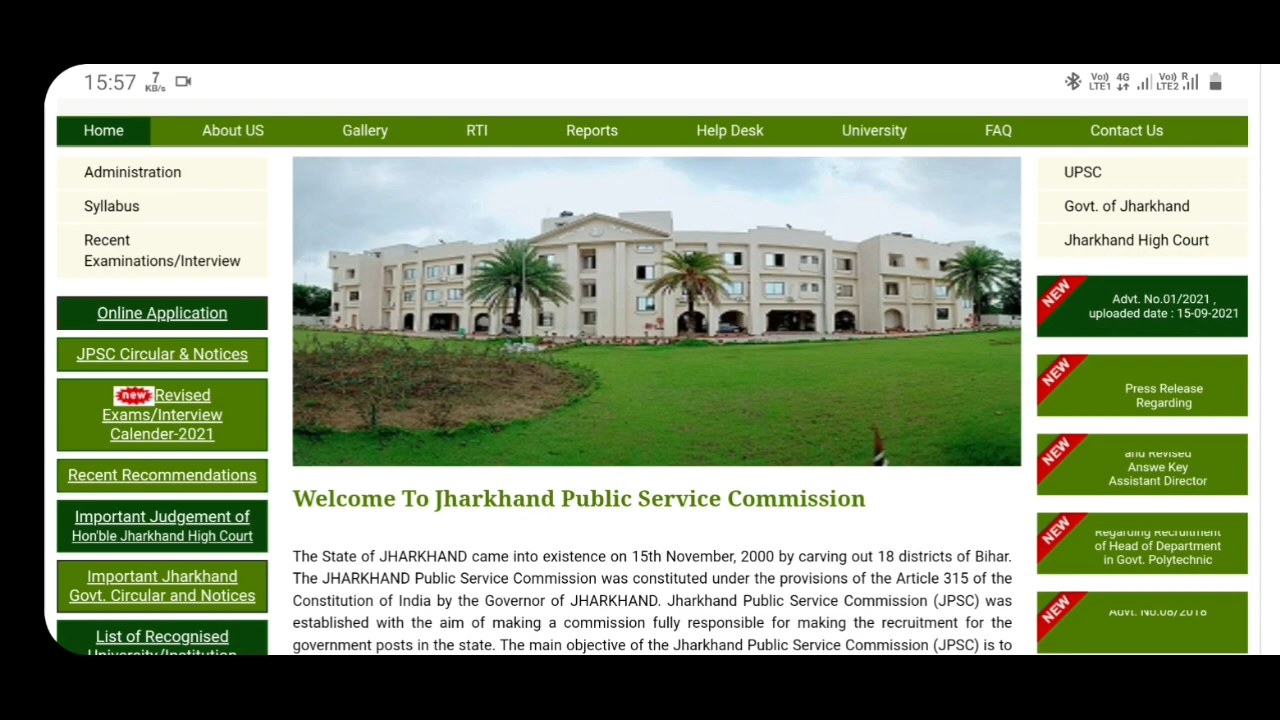 15:57 7 KB/s
Vo) LTE1 4G Vo) LTE2 R
Home About US Gallery RTI Reports Help Desk University FAQ Contact Us
Administration
Syllabus
Recent
Examinations/Interview
Online Application
JPSC Circular & Notices
new Revised
Exams/Interview
Calender-2021
Recent Recommendations
Important Judgement of
Hon'ble Jharkhand High Court
Important Jharkhand
Govt. Circular and Notices
List of Recognised
University/Institution
Welcome To Jharkhand Public Service Commission
The State of JHARKHAND came into existence on 15th November, 2000 by carving out 18 districts of Bihar.
The JHARKHAND Public Service Commission was constituted under the provisions of the Article 315 of the
Constitution of India by the Governor of JHARKHAND. Jharkhand Public Service Commission (JPSC) was
established with the aim of making a commission fully responsible for making the recruitment for the
government posts in the state. The main objective of the Jharkhand Public Service Commission (JPSC) is to
UPSC
Govt. of Jharkhand
Jharkhand High Court
NEW
Advt. No.01/2021 ,
uploaded date : 15-09-2021
NEW
Press Release
Regarding
NEW
and Revised
Answe Key
Assistant Director
NEW
Regarding Recruitment
of Head of Department
in Govt. Polytechnic
NEW
Advt. No.08/2018